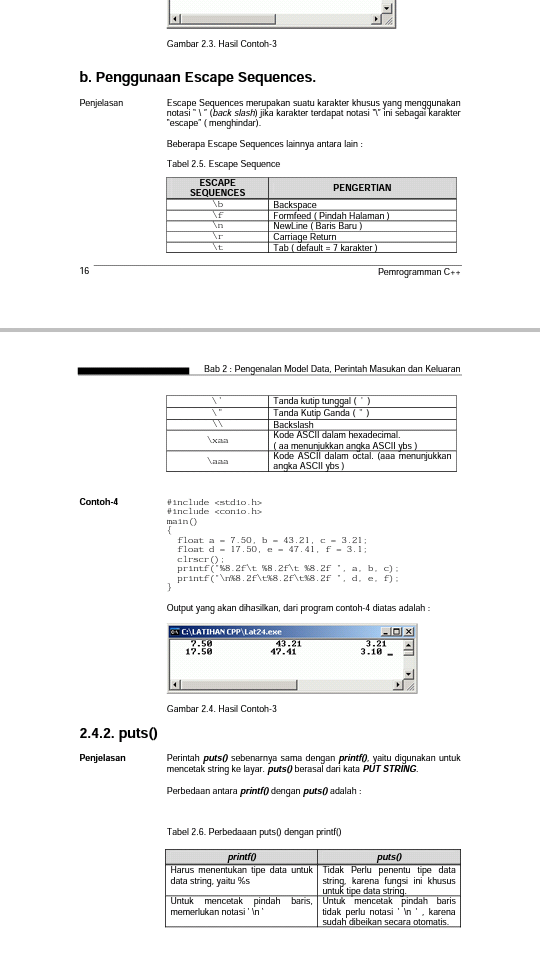 Gambar 2.3. Hasil Contoh-3
b. Penggunaan Escape Sequences.
Penjelasan
Escape Sequences merupakan suatu karakter khusus yang menggunakan
notasi " \ " (back slash) jika karakter terdapat notasi "\" ini sebagai karakter
"escape" ( menghindar).
Beberapa Escape Sequences lainnya antara lain :
Tabel 2.5. Escape Sequence
ESCAPE SEQUENCES PENGERTIAN
\b Backspace
\f Formfeed ( Pindah Halaman )
\n NewLine ( Baris Baru )
\r Carriage Return
\t Tab ( default = 7 karakter )
16 Pemrogramman C++
Bab 2 : Pengenalan Model Data, Perintah Masukan dan Keluaran
\' Tanda kutip tunggal ( ' )
\" Tanda Kutip Ganda ( " )
\\ Backslash
\xaa Kode ASCII dalam hexadecimal.
( aa menunjukkan angka ASCII ybs )
\aaa Kode ASCII dalam octal. (aaa menunjukkan
angka ASCII ybs )
Contoh-4
#include <stdio.h>
#include <conio.h>
main()
{
float a = 7.50, b = 43.21, c = 3.21;
float d = 17.50, e = 47.41, f = 3.1;
clrscr();
printf("%8.2f\t %8.2f\t %8.2f ", a, b, c);
printf("\n%8.2f\t%8.2f\t%8.2f ", d, e, f);
}
Output yang akan dihasilkan, dari program contoh-4 diatas adalah :
C:\LATIHAN CPP\Lat24.exe
7.50 43.21 3.21
17.50 47.41 3.10 _
Gambar 2.4. Hasil Contoh-3
2.4.2. puts()
Penjelasan
Perintah puts() sebenarnya sama dengan printf(), yaitu digunakan untuk
mencetak string ke layar. puts() berasal dari kata PUT STRING.
Perbedaan antara printf() dengan puts() adalah :
Tabel 2.6. Perbedaaan puts() dengan printf()
printf() puts()
Harus menentukan tipe data untuk
data string, yaitu %s
Tidak Perlu penentu tipe data
string, karena fungsi ini khusus
untuk tipe data string.
Untuk mencetak pindah baris,
memerlukan notasi ' \n '
Untuk mencetak pindah baris
tidak perlu notasi ' \n ' , karena
sudah dibeikan secara otomatis.